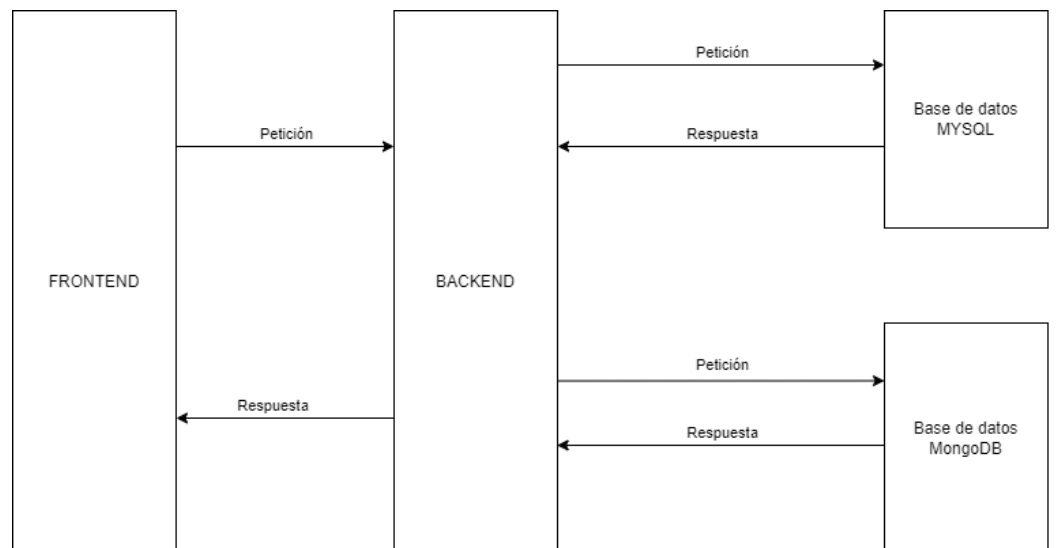 Petición
Base de datos
MYSQL
Petición
Respuesta
FRONTEND
BACKEND
Petición
Respuesta
Respuesta
Base de datos
MongoDB